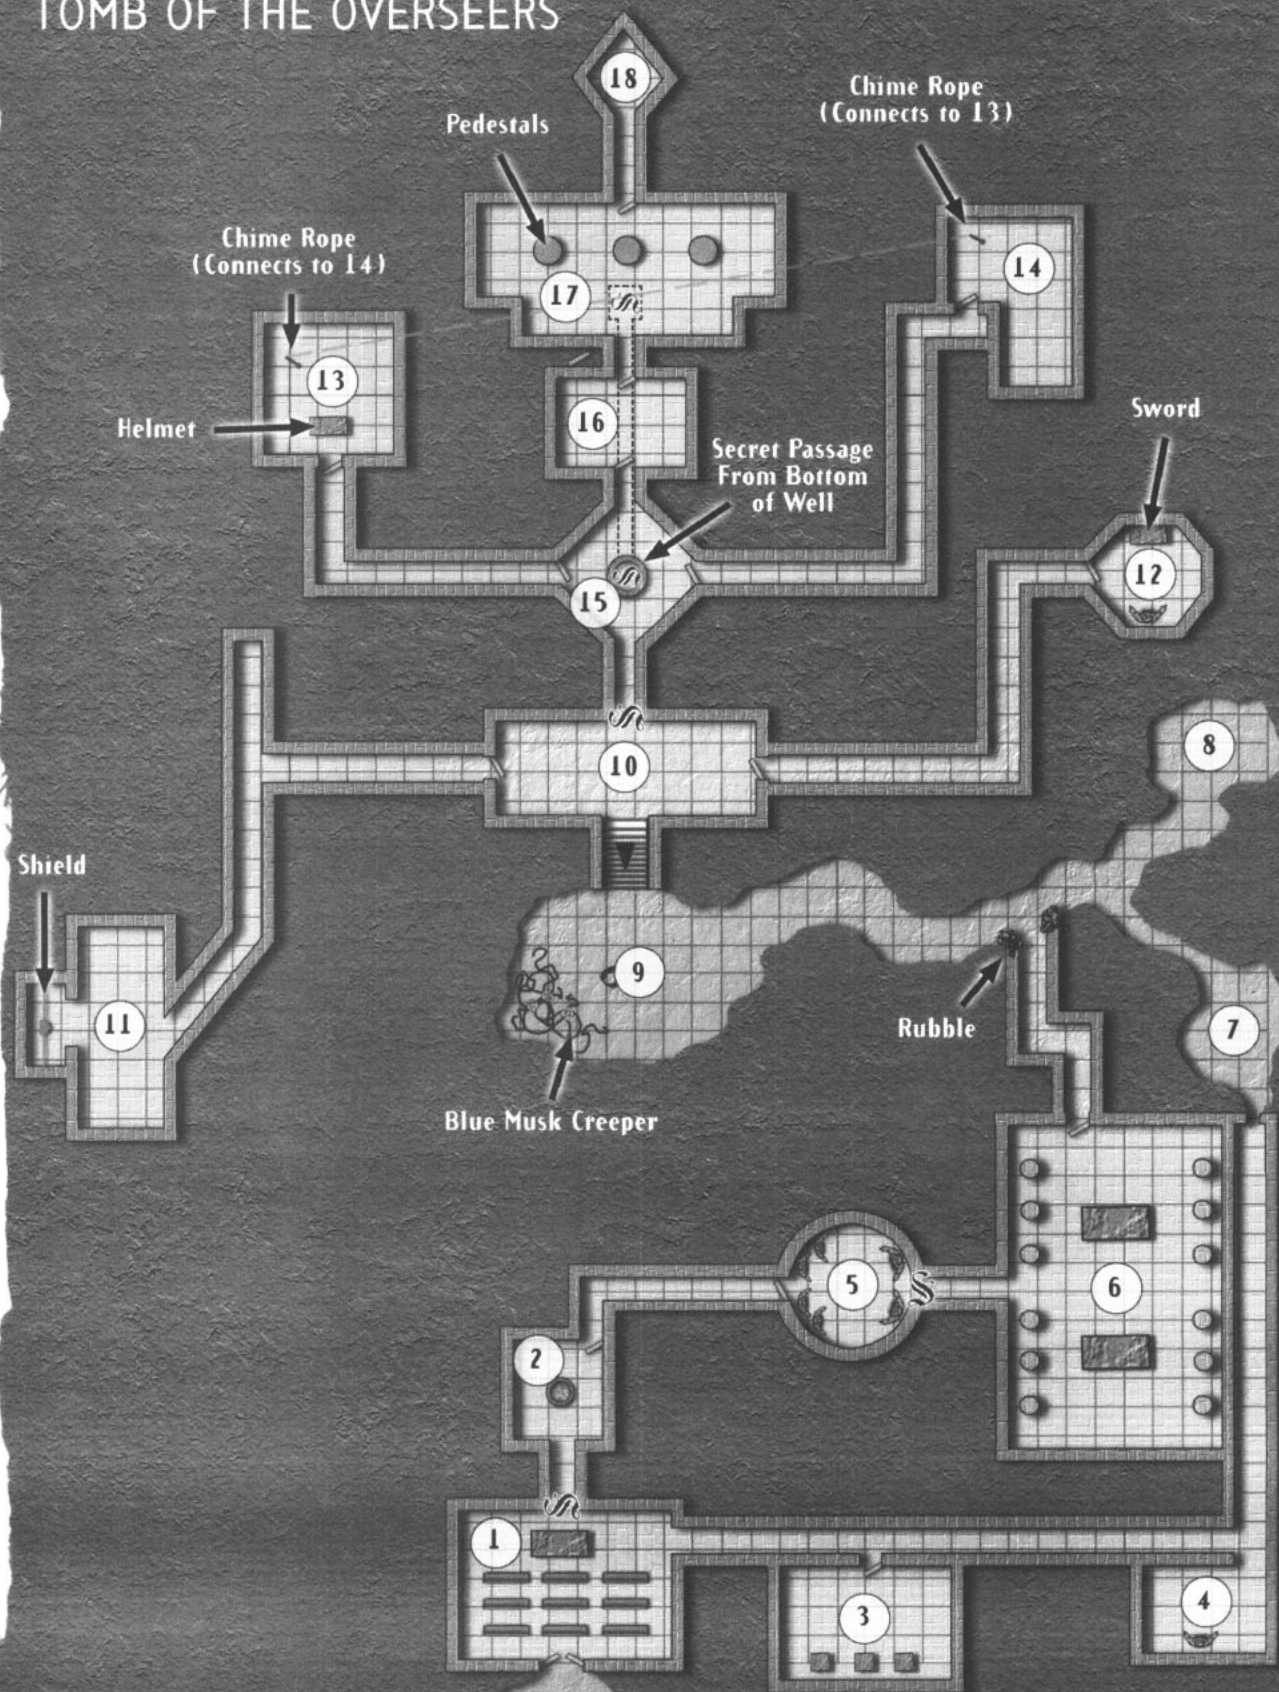 TOMB OF THE OVERSEERS
18
Chime Rope
(Connects to 13)
Pedestals
Chime Rope
(Connects to 14)
14
17
13
Helmet
16
Sword
Secret Passage
From Bottom
of Well
12
15
8
10
Shield
9
11
Rubble
7
Blue Musk Creeper
5
S
6
2
1
3
4